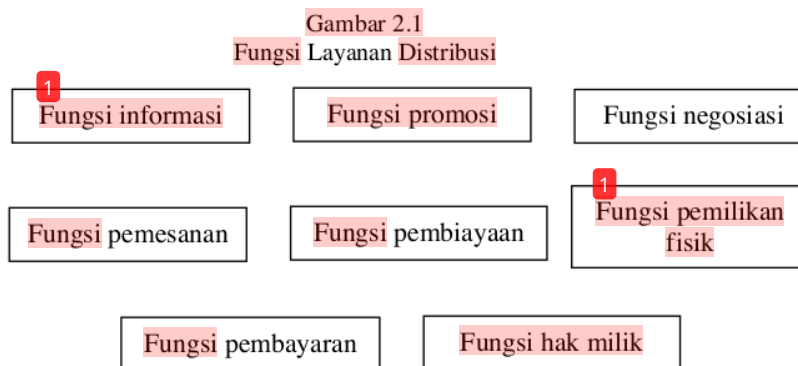 Gambar 2.1
Fungsi Layanan Distribusi
1
Fungsi informasi
Fungsi promosi
Fungsi negosiasi
Fungsi pemesanan
Fungsi pembiayaan
1
Fungsi pemilikan
fisik
Fungsi pembayaran
Fungsi hak milik